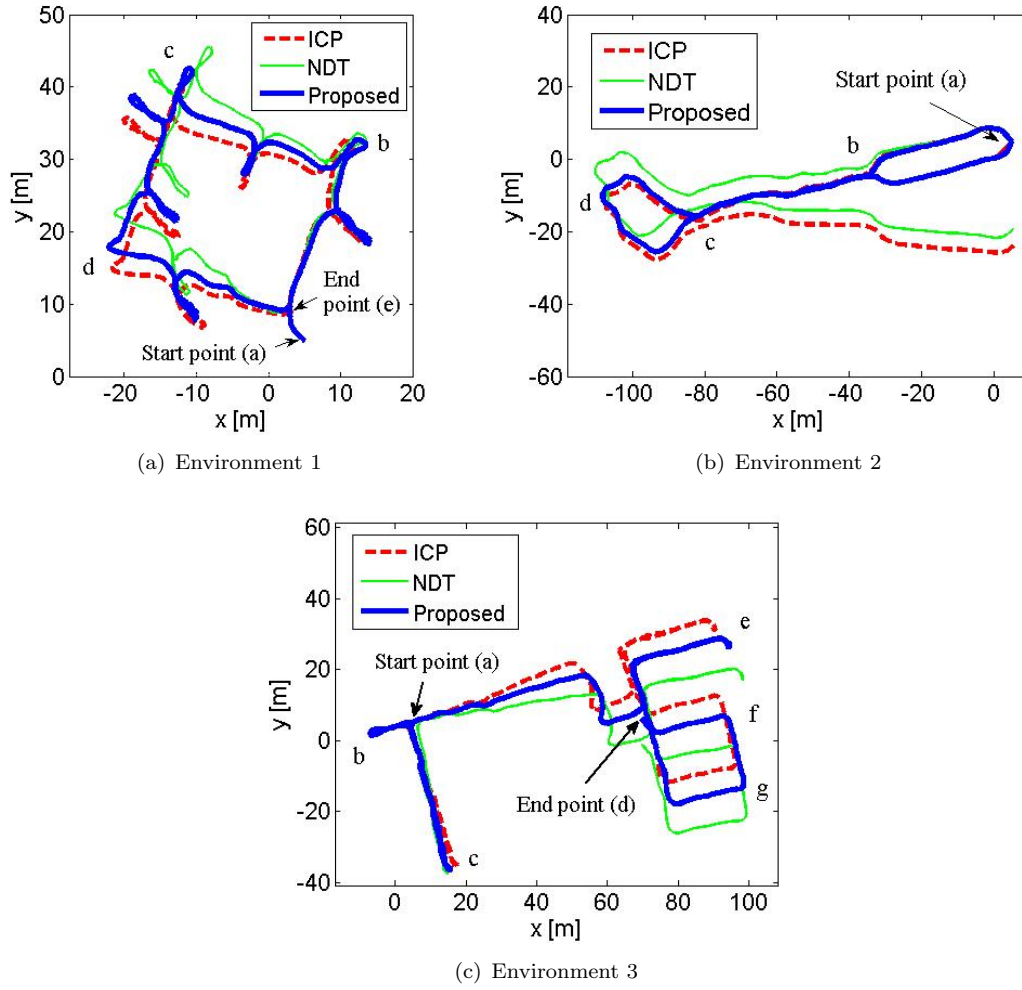 50
40
30
20
10
0
y [m]
-20
-10
0
10
20
x [m]
ICP
NDT
Proposed
c
b
d
End
point (e)
Start point (a)
(a) Environment 1
40
20
0
-20
-40
-60
y [m]
-100
-80
-60
-40
-20
0
x [m]
ICP
NDT
Proposed
Start point (a)
b
d
c
(b) Environment 2
60
40
20
0
-20
-40
y [m]
0
20
40
60
80
100
x [m]
ICP
NDT
Proposed
Start point (a)
e
f
b
End point (d)
g
c
(c) Environment 3